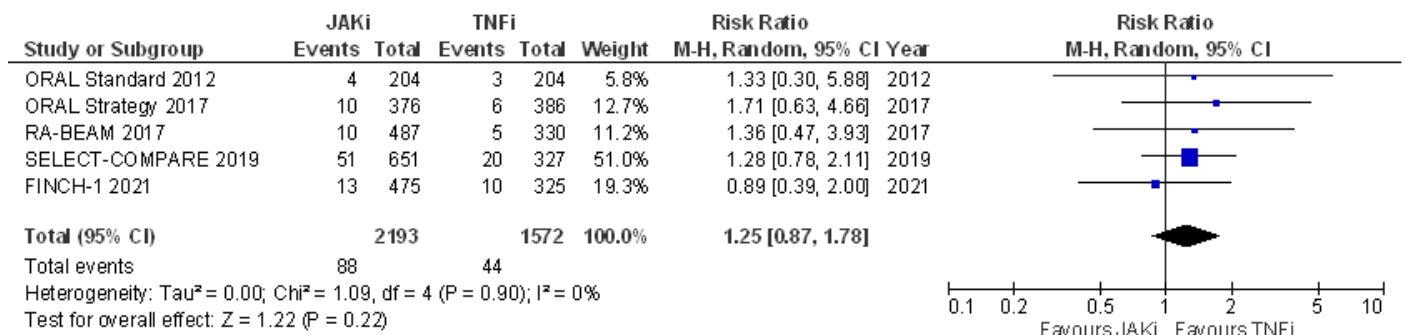 JAKi TNFi Risk Ratio Risk Ratio
Study or Subgroup Events Total Events Total Weight M-H, Random, 95% CI Year M-H, Random, 95% CI
ORAL Standard 2012 4 204 3 204 5.8% 1.33 [0.30, 5.88] 2012
ORAL Strategy 2017 10 376 6 386 12.7% 1.71 [0.63, 4.66] 2017
RA-BEAM 2017 10 487 5 330 11.2% 1.36 [0.47, 3.93] 2017
SELECT-COMPARE 2019 51 651 20 327 51.0% 1.28 [0.78, 2.11] 2019
FINCH-1 2021 13 475 10 325 19.3% 0.89 [0.39, 2.00] 2021
Total (95% CI) 2193 1572 100.0% 1.25 [0.87, 1.78]
Total events 88 44
Heterogeneity: Tau² = 0.00; Chi² = 1.09, df = 4 (P = 0.90); I² = 0%
Test for overall effect: Z = 1.22 (P = 0.22)
0.1 0.2 0.5 1 2 5 10
Favours JAKi Favours TNFi